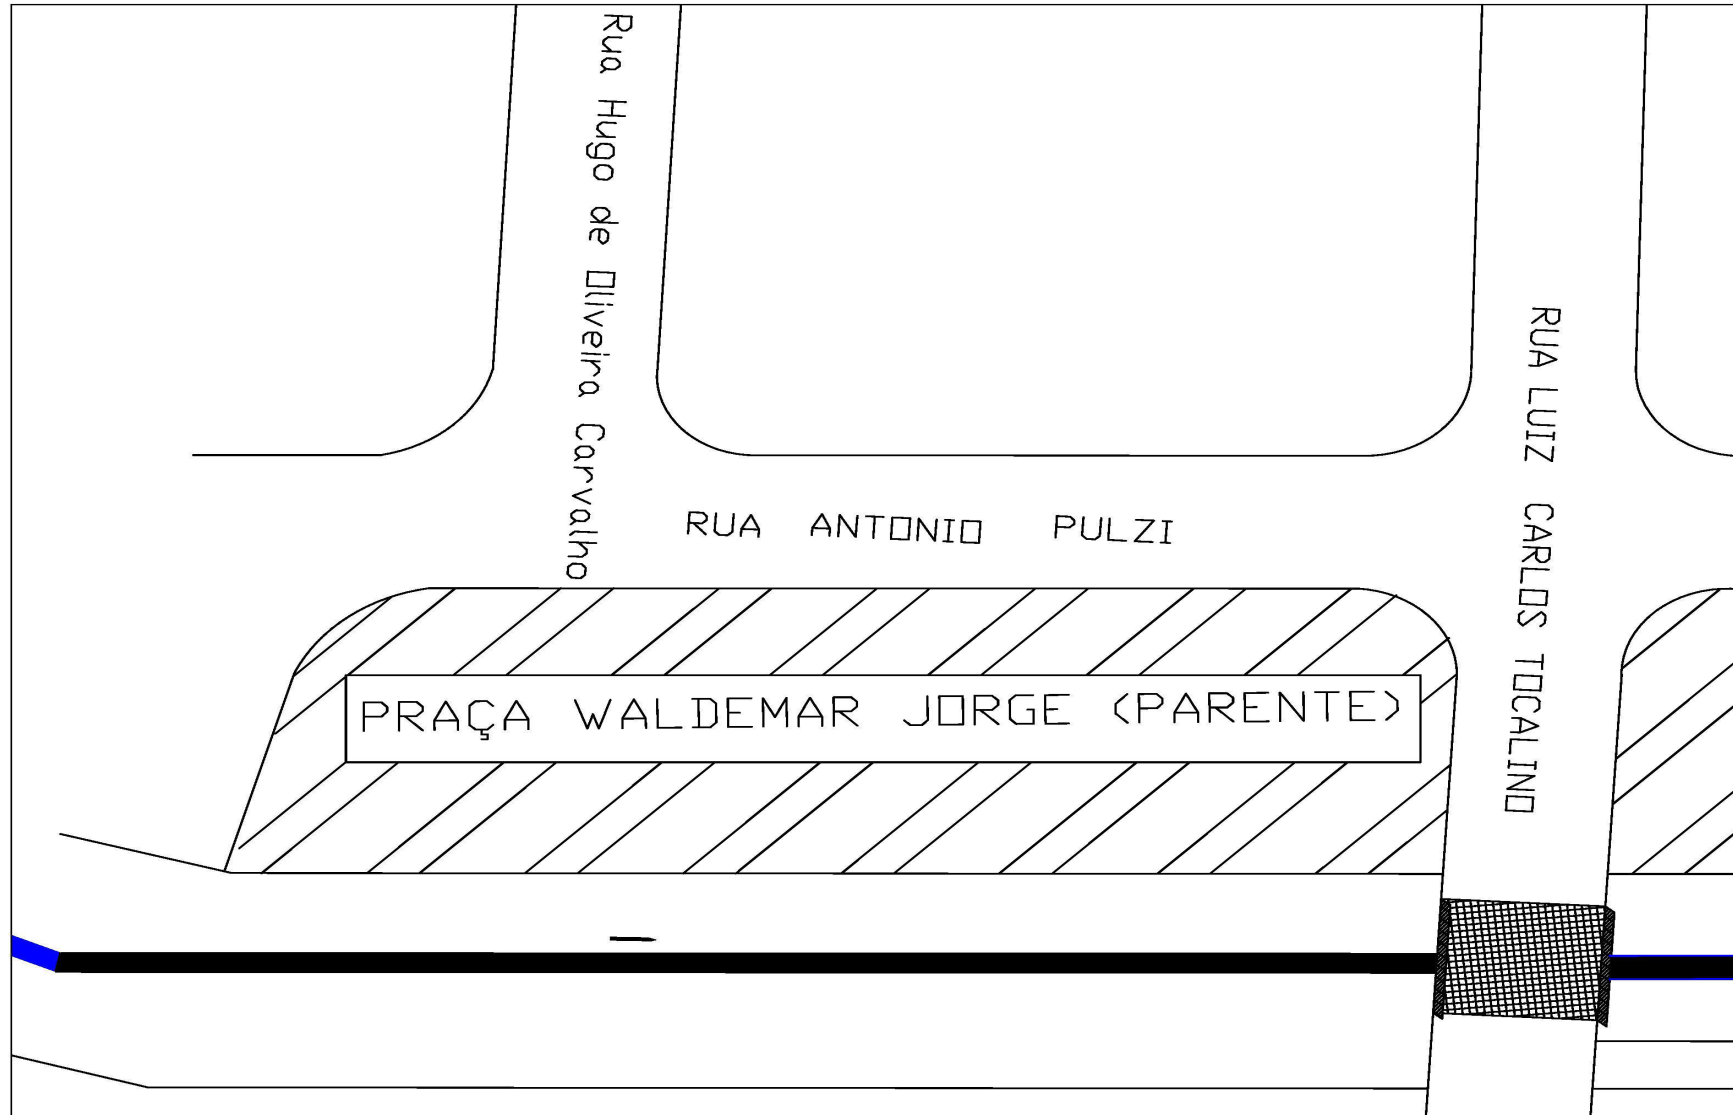 Rua Hugo de Oliveira Carvalho
RUA LUIZ CARLOS TOCALINO
RUA ANTONIO PULZI
PRAÇA WALDEMAR JORGE (PARENTE)